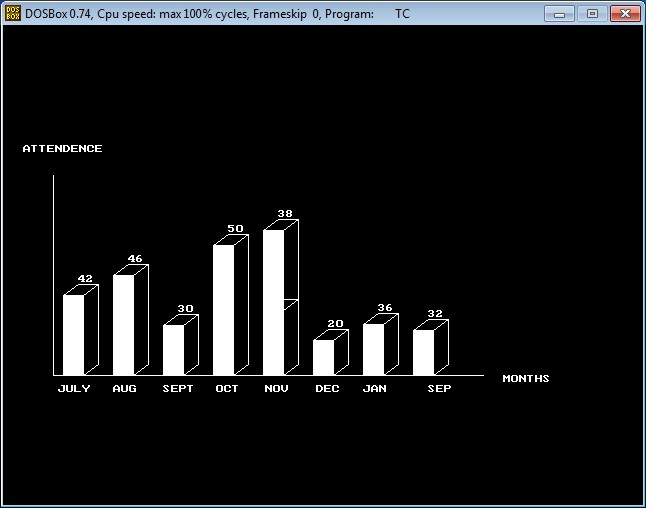 DOSBox 0.74, Cpu speed: max 100% cycles, Frameskip 0, Program: TC
ATTENDENCE
38
50
46
42
30
36
32
20
JULY AUG SEPT OCT NOV DEC JAN SEP
MONTHS